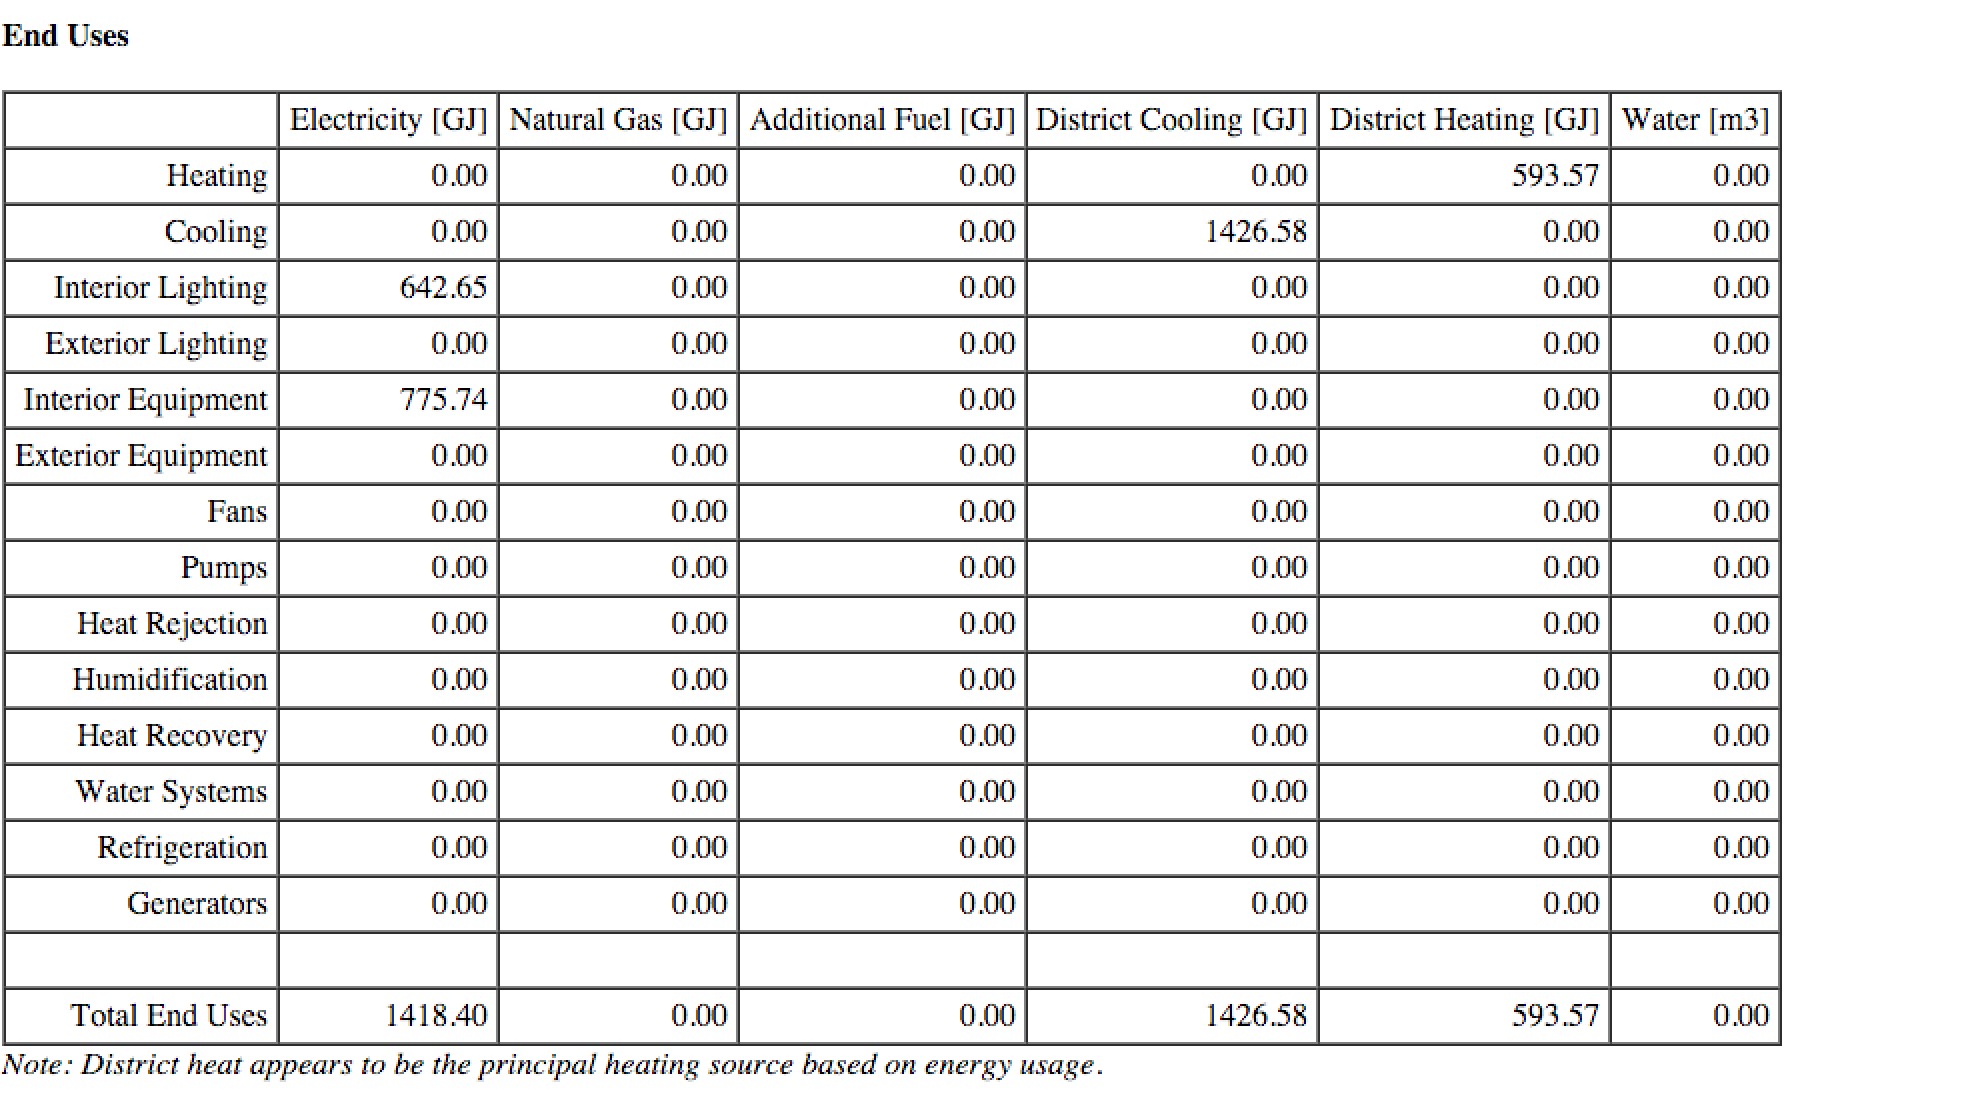 End Uses
Electricity [GJ] Natural Gas [GJ] Additional Fuel [GJ] District Cooling [GJ] District Heating [GJ] Water [m3]
Heating 0.00 0.00 0.00 0.00 593.57 0.00
Cooling 0.00 0.00 0.00 1426.58 0.00 0.00
Interior Lighting 642.65 0.00 0.00 0.00 0.00 0.00
Exterior Lighting 0.00 0.00 0.00 0.00 0.00 0.00
Interior Equipment 775.74 0.00 0.00 0.00 0.00 0.00
Exterior Equipment 0.00 0.00 0.00 0.00 0.00 0.00
Fans 0.00 0.00 0.00 0.00 0.00 0.00
Pumps 0.00 0.00 0.00 0.00 0.00 0.00
Heat Rejection 0.00 0.00 0.00 0.00 0.00 0.00
Humidification 0.00 0.00 0.00 0.00 0.00 0.00
Heat Recovery 0.00 0.00 0.00 0.00 0.00 0.00
Water Systems 0.00 0.00 0.00 0.00 0.00 0.00
Refrigeration 0.00 0.00 0.00 0.00 0.00 0.00
Generators 0.00 0.00 0.00 0.00 0.00 0.00
Total End Uses 1418.40 0.00 0.00 1426.58 593.57 0.00
Note: District heat appears to be the principal heating source based on energy usage.